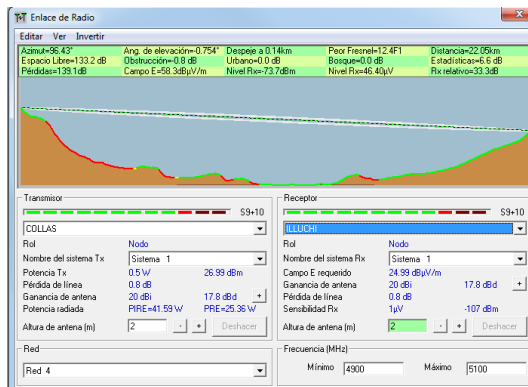 Enlace de Radio
Editar Ver Invertir
Azimut=96.43° Ang. de elevación=-0.754° Despeje a 0.14km Peor Fresnel=12.4F1 Distancia=22.05km
Espacio Libre=133.2 dB Obstrucción=-0.8 dB Urbano=0.0 dB Bosque=0.0 dB Estadísticas=6.6 dB
Pérdidas=139.1dB Campo E=58.3dBµV/m Nivel Rx=-73.7dBm Nivel Rx=46.40µV Rx relativo=33.3dB
Transmisor Receptor
S9+10 S9+10
COLLAS ILLUCHI
Rol Nodo Rol Nodo
Nombre del sistema Tx Sistema 1 Nombre del sistema Rx Sistema 1
Potencia Tx 0.5 W 26.99 dBm Campo E requerido 24.99 dBµV/m
Pérdida de línea 0.8 dB Ganancia de antena 20 dBi 17.8 dBd +
Ganancia de antena 20 dBi 17.8 dBd + Pérdida de línea 0.8 dB
Potencia radiada PIRE=41.59 W PRE=25.36 W Sensibilidad Rx 1µV -107 dBm
Altura de antena (m) 2 - + Deshacer Altura de antena (m) 2 - + Deshacer
Red Frecuencia (MHz)
Red 4 Mínimo 4900 Máximo 5100